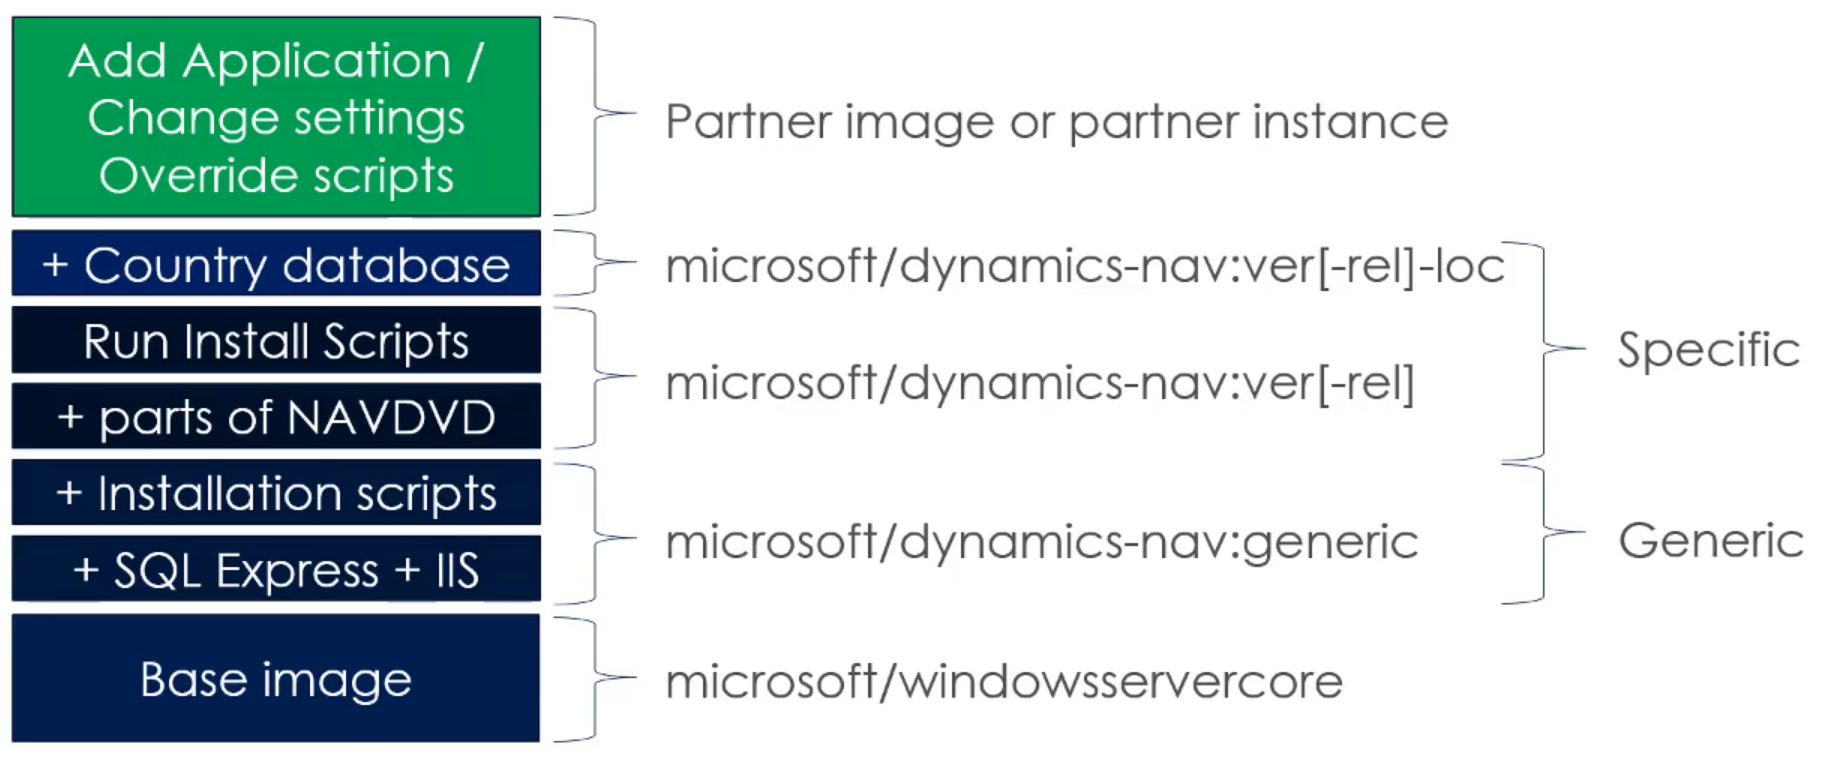 Add Application /
Change settings
Override scripts
Partner image or partner instance
+ Country database
microsoft/dynamics-nav:ver[-rel]-loc
Run Install Scripts
+ parts of NAVDVD
microsoft/dynamics-nav:ver[-rel]
Specific
+ Installation scripts
+ SQL Express + IIS
microsoft/dynamics-nav:generic
Generic
Base image
microsoft/windowsservercore